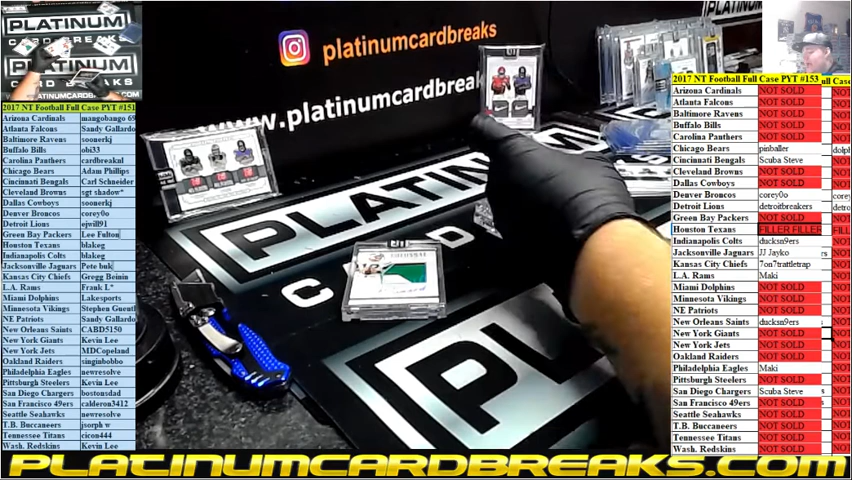 PLATINUM
CARD BREAKS
platinumcardbreaks
www.platinumcardbreak
PLATINUM
2017 NT Football Full Case PYT #151
Arizona Cardinals mangobango 69
Atlanta Falcons Sandy Gallardo
Baltimore Ravens soonerkj
Buffalo Bills obi33
Carolina Panthers cardbreakul
Chicago Bears Adam Phillips
Cincinnati Bengals Carl Schneider
Cleveland Browns sgt shadow*
Dallas Cowboys soonerkj
Denver Broncos corey0o
Detroit Lions ejwill91
Green Bay Packers Lee Fulton
Houston Texans blakeg
Indianapolis Colts blakeg
Jacksonville Jaguars Pete buk
Kansas City Chiefs Gregg Beinin
L.A. Rams Frank L*
Miami Dolphins Lakesports
Minnesota Vikings Stephen Guentl
NE Patriots Sandy Gallardo
New Orleans Saints CABD5150
New York Giants Kevin Lee
New York Jets MDCopeland
Oakland Raiders singinbobbo
Philadelphia Eagles newresolve
Pittsburgh Steelers Kevin Lee
San Diego Chargers bostonsdad
San Francisco 49ers calderon3412
Seattle Seahawks newresolve
T.B. Buccaneers jsorph w
Tennessee Titans cicon444
Wash. Redskins Kevin Lee
2017 NT Football Full Case PYT #153
Arizona Cardinals NOT SOLD
Atlanta Falcons NOT SOLD
Baltimore Ravens NOT SOLD
Buffalo Bills NOT SOLD
Carolina Panthers NOT SOLD
Chicago Bears pinballer
Cincinnati Bengals Scuba Steve
Cleveland Browns NOT SOLD
Dallas Cowboys NOT SOLD
Denver Broncos corey0o
Detroit Lions detroitbreakers
Green Bay Packers NOT SOLD
Houston Texans FILLER FILLER
Indianapolis Colts ducksn9ers
Jacksonville Jaguars JJ Jayko
Kansas City Chiefs 7on7trattletrap
L.A. Rams Maki
Miami Dolphins NOT SOLD
Minnesota Vikings NOT SOLD
NE Patriots NOT SOLD
New Orleans Saints ducksn9ers
New York Giants NOT SOLD
New York Jets NOT SOLD
Oakland Raiders NOT SOLD
Philadelphia Eagles Maki
Pittsburgh Steelers NOT SOLD
San Diego Chargers Scuba Steve
San Francisco 49ers NOT SOLD
Seattle Seahawks NOT SOLD
T.B. Buccaneers NOT SOLD
Tennessee Titans NOT SOLD
Wash. Redskins NOT SOLD
PLATINUMCARDBREAKS.COM